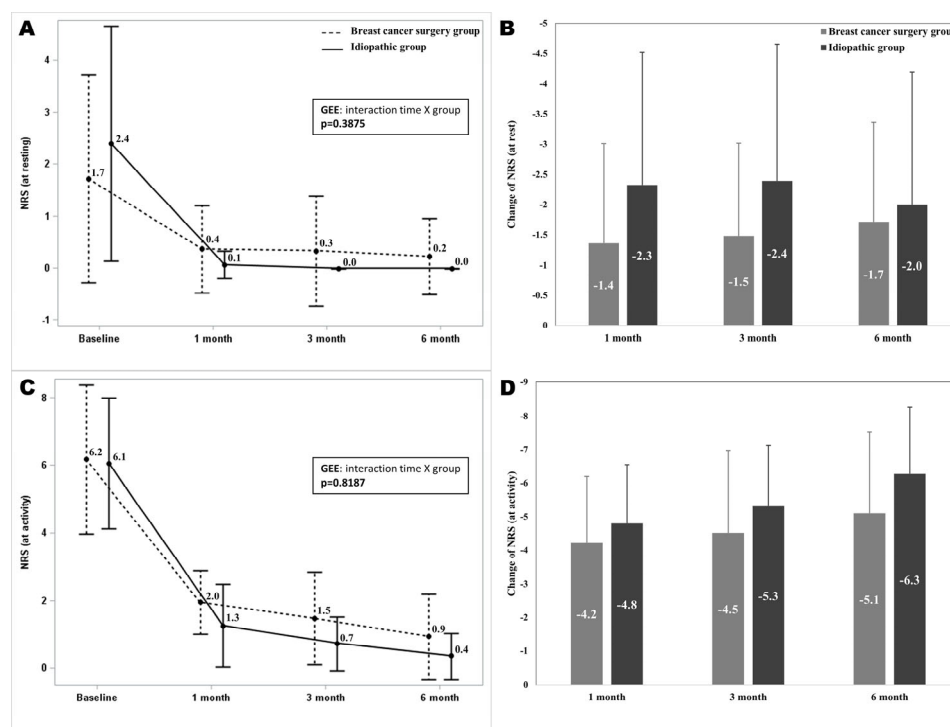 A
Breast cancer surgery group
Idiopathic group
GEE: interaction time X group
p=0.3875
NRS (at resting)
4
3
2
1
0
-1
1.7
2.4
0.4
0.1
0.3
0.0
0.2
0.0
Baseline
1 month
3 month
6 month
B
Breast cancer surgery group
Idiopathic group
Change of NRS (at rest)
-5
-4.5
-4
-3.5
-3
-2.5
-2
-1.5
-1
-0.5
0
-1.4
-2.3
-1.5
-2.4
-1.7
-2.0
1 month
3 month
6 month
C
GEE: interaction time X group
p=0.8187
NRS (at activity)
8
6
4
2
0
6.2
6.1
2.0
1.3
1.5
0.7
0.9
0.4
Baseline
1 month
3 month
6 month
D
Change of NRS (at activity)
-9
-8
-7
-6
-5
-4
-3
-2
-1
0
-4.2
-4.8
-4.5
-5.3
-5.1
-6.3
1 month
3 month
6 month